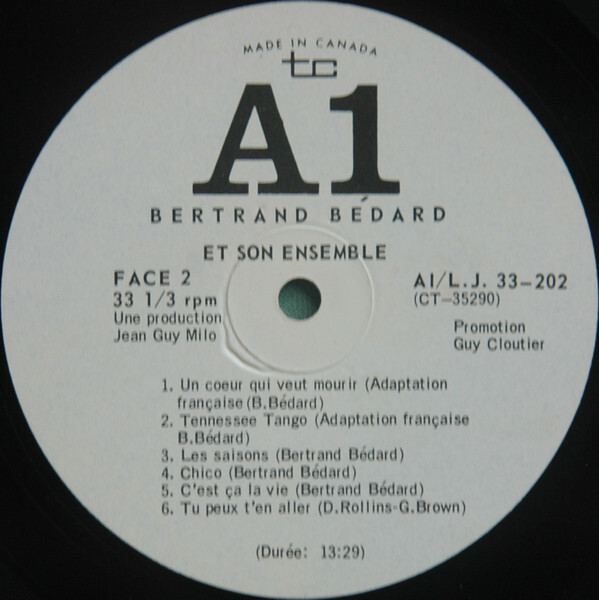 MADE IN CANADA
tc
A1
BERTRAND BÉDARD
ET SON ENSEMBLE
FACE 2
33 1/3 rpm
Une production
Jean Guy Milo
AI/L.J. 33-202
(CT-35290)
Promotion
Guy Cloutier
1. Un coeur qui veut mourir (Adaptation
française (B.Bédard)
2. Tennessee Tango (Adaptation française
B.Bédard)
3. Les saisons (Bertrand Bédard)
4. Chico (Bertrand Bédard)
5. C'est ça la vie (Bertrand Bédard)
6. Tu peux t'en aller (D.Rollins-G.Brown)
(Durée: 13:29)